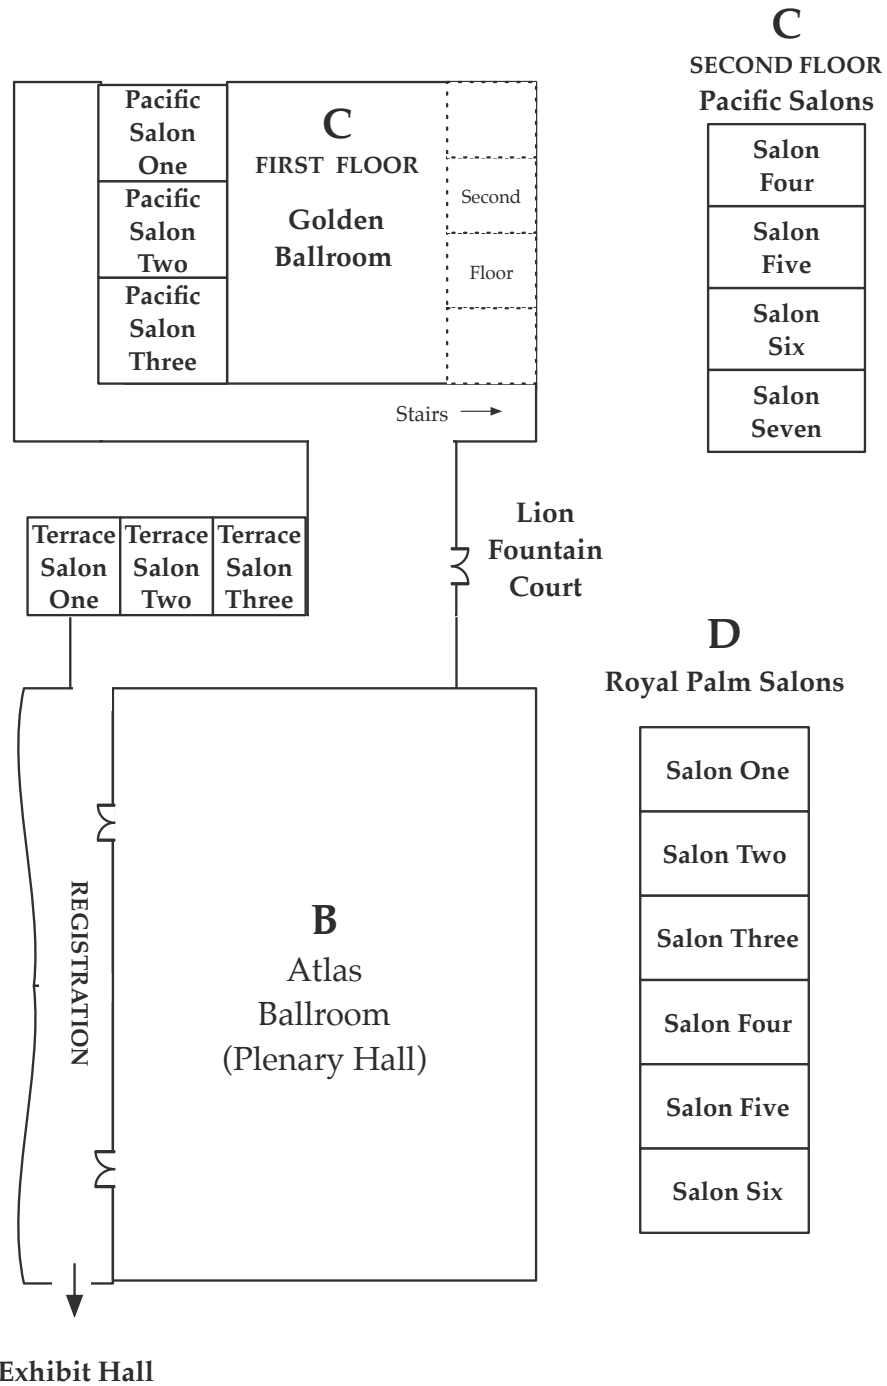 C
SECOND FLOOR
Pacific Salons
Salon
Four
Salon
Five
Salon
Six
Salon
Seven
Pacific
Salon
One
Pacific
Salon
Two
Pacific
Salon
Three
C
FIRST FLOOR
Golden
Ballroom
Second
Floor
Stairs
Terrace
Salon
One
Terrace
Salon
Two
Terrace
Salon
Three
Lion
Fountain
Court
D
Royal Palm Salons
Salon One
Salon Two
Salon Three
Salon Four
Salon Five
Salon Six
REGISTRATION
B
Atlas
Ballroom
(Plenary Hall)
Exhibit Hall